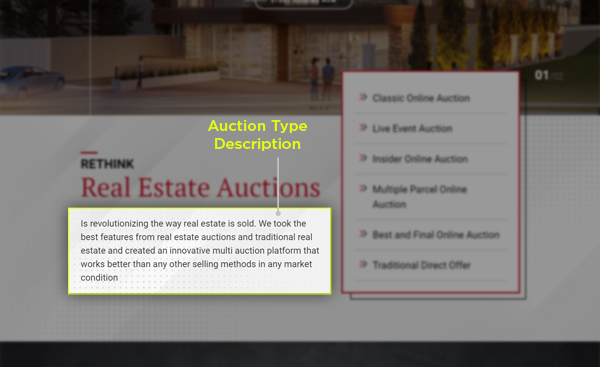 01
Auction Type
Description
RETHINK
Real Estate Auctions
Is revolutionizing the way real estate is sold. We took the
best features from real estate auctions and traditional real
estate and created an innovative multi auction platform that
works better than any other selling methods in any market
condition
Classic Online Auction
Live Event Auction
Insider Online Auction
Multiple Parcel Online
Auction
Best and Final Online Auction
Traditional Direct Offer